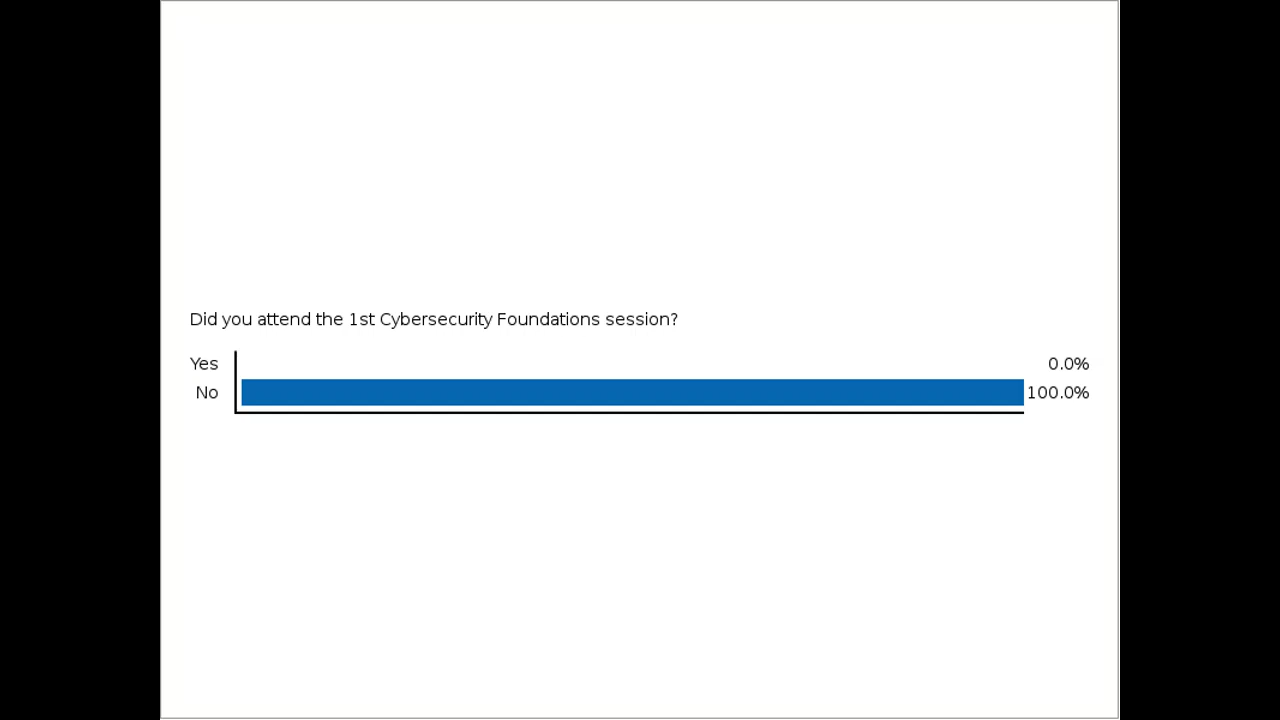 Did you attend the 1st Cybersecurity Foundations session?
Yes 0.0%
No 100.0%